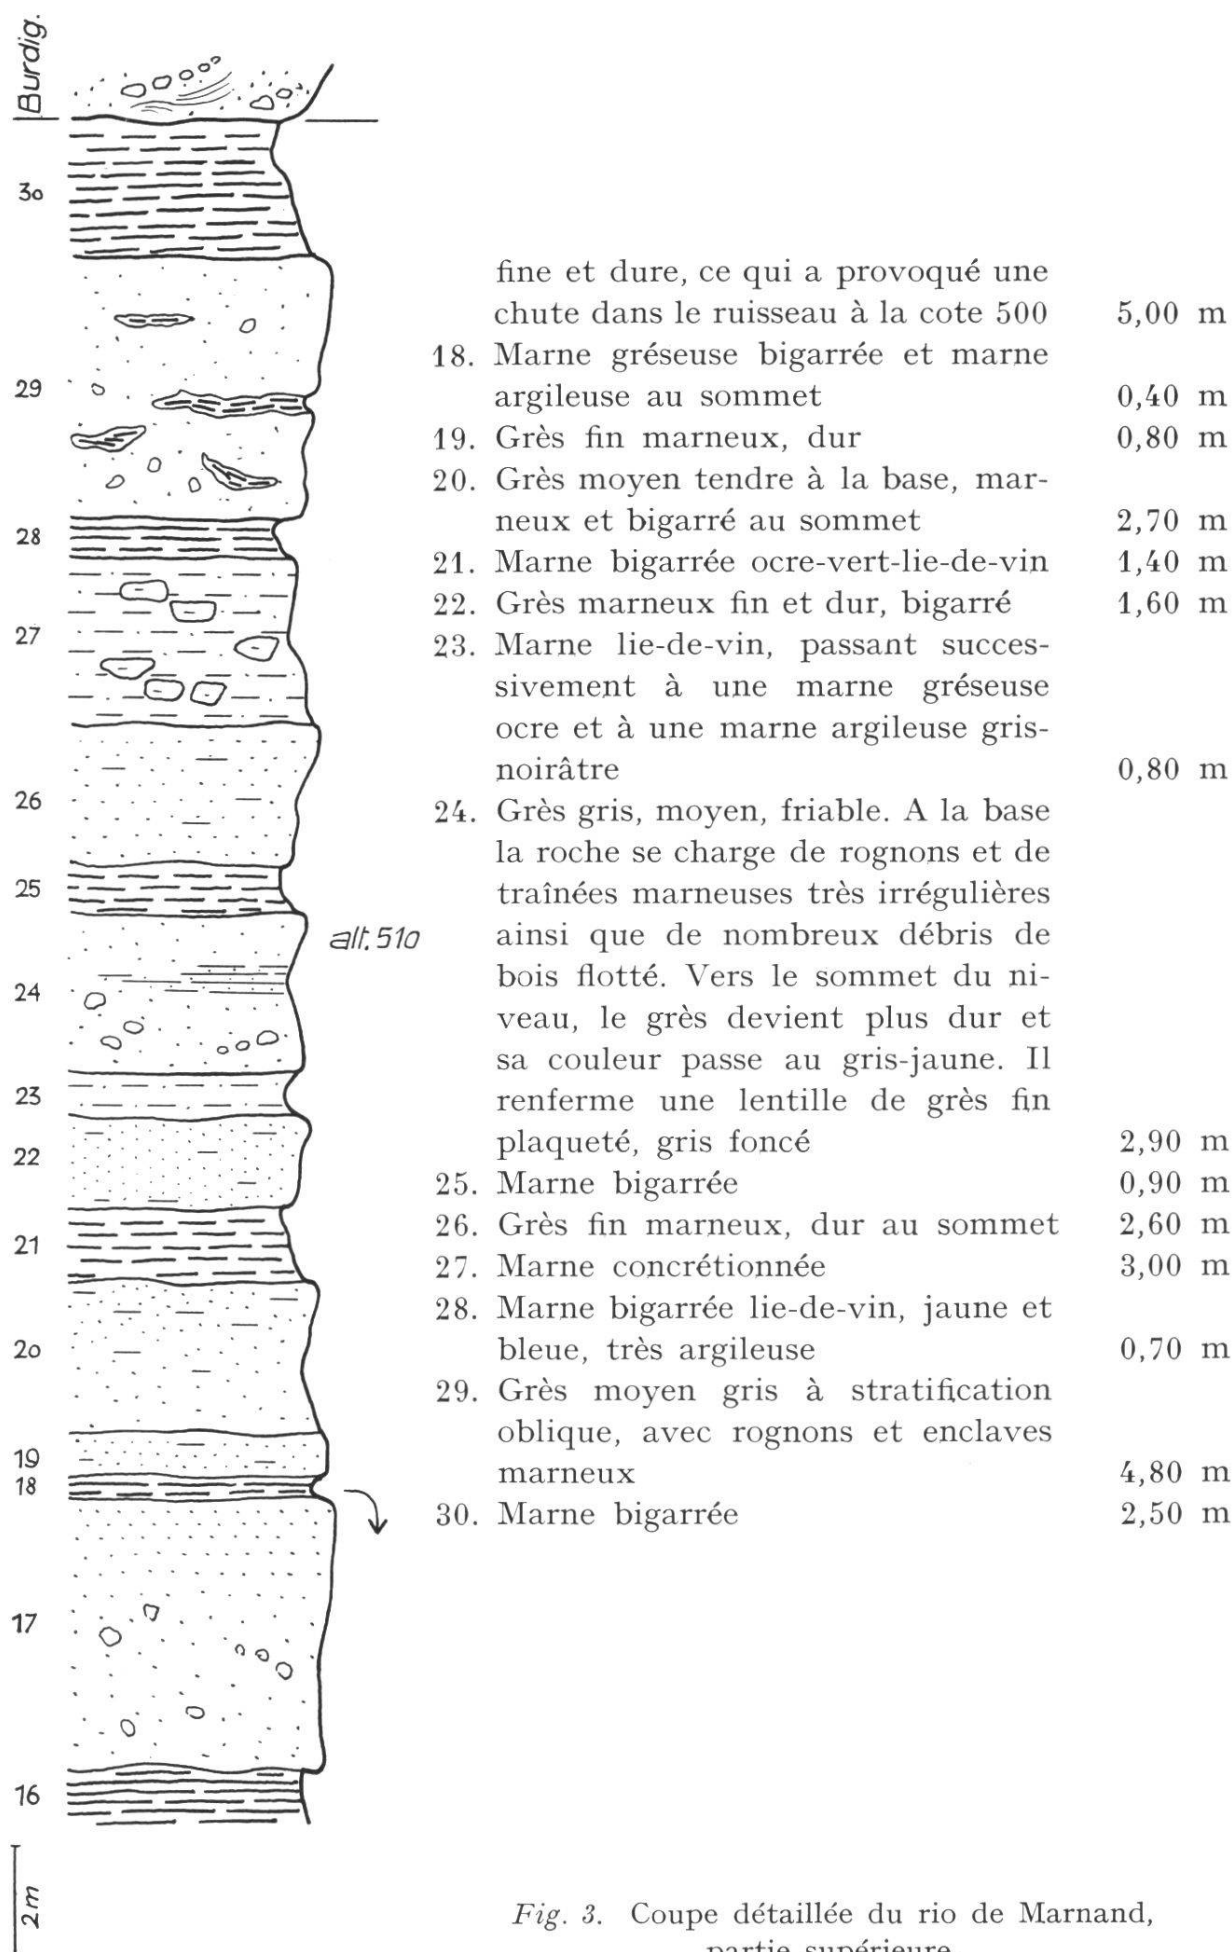 Burdig.
30
29
28
27
26
25
alt. 510
24
23
22
21
20
19
18
17
16
2m
fine et dure, ce qui a provoqué une
chute dans le ruisseau à la cote 500 5,00 m
18. Marne gréseuse bigarrée et marne
argileuse au sommet 0,40 m
19. Grès fin marneux, dur 0,80 m
20. Grès moyen tendre à la base, mar-
neux et bigarré au sommet 2,70 m
21. Marne bigarrée ocre-vert-lie-de-vin 1,40 m
22. Grès marneux fin et dur, bigarré 1,60 m
23. Marne lie-de-vin, passant succes-
sivement à une marne gréseuse
ocre et à une marne argileuse gris-
noirâtre 0,80 m
24. Grès gris, moyen, friable. A la base
la roche se charge de rognons et de
traînées marneuses très irrégulières
ainsi que de nombreux débris de
bois flotté. Vers le sommet du ni-
veau, le grès devient plus dur et
sa couleur passe au gris-jaune. Il
renferme une lentille de grès fin
plaqueté, gris foncé 2,90 m
25. Marne bigarrée 0,90 m
26. Grès fin marneux, dur au sommet 2,60 m
27. Marne concrétionnée 3,00 m
28. Marne bigarrée lie-de-vin, jaune et
bleue, très argileuse 0,70 m
29. Grès moyen gris à stratification
oblique, avec rognons et enclaves
marneux 4,80 m
30. Marne bigarrée 2,50 m
Fig. 3. Coupe détaillée du rio de Marnand,
partie supérieure